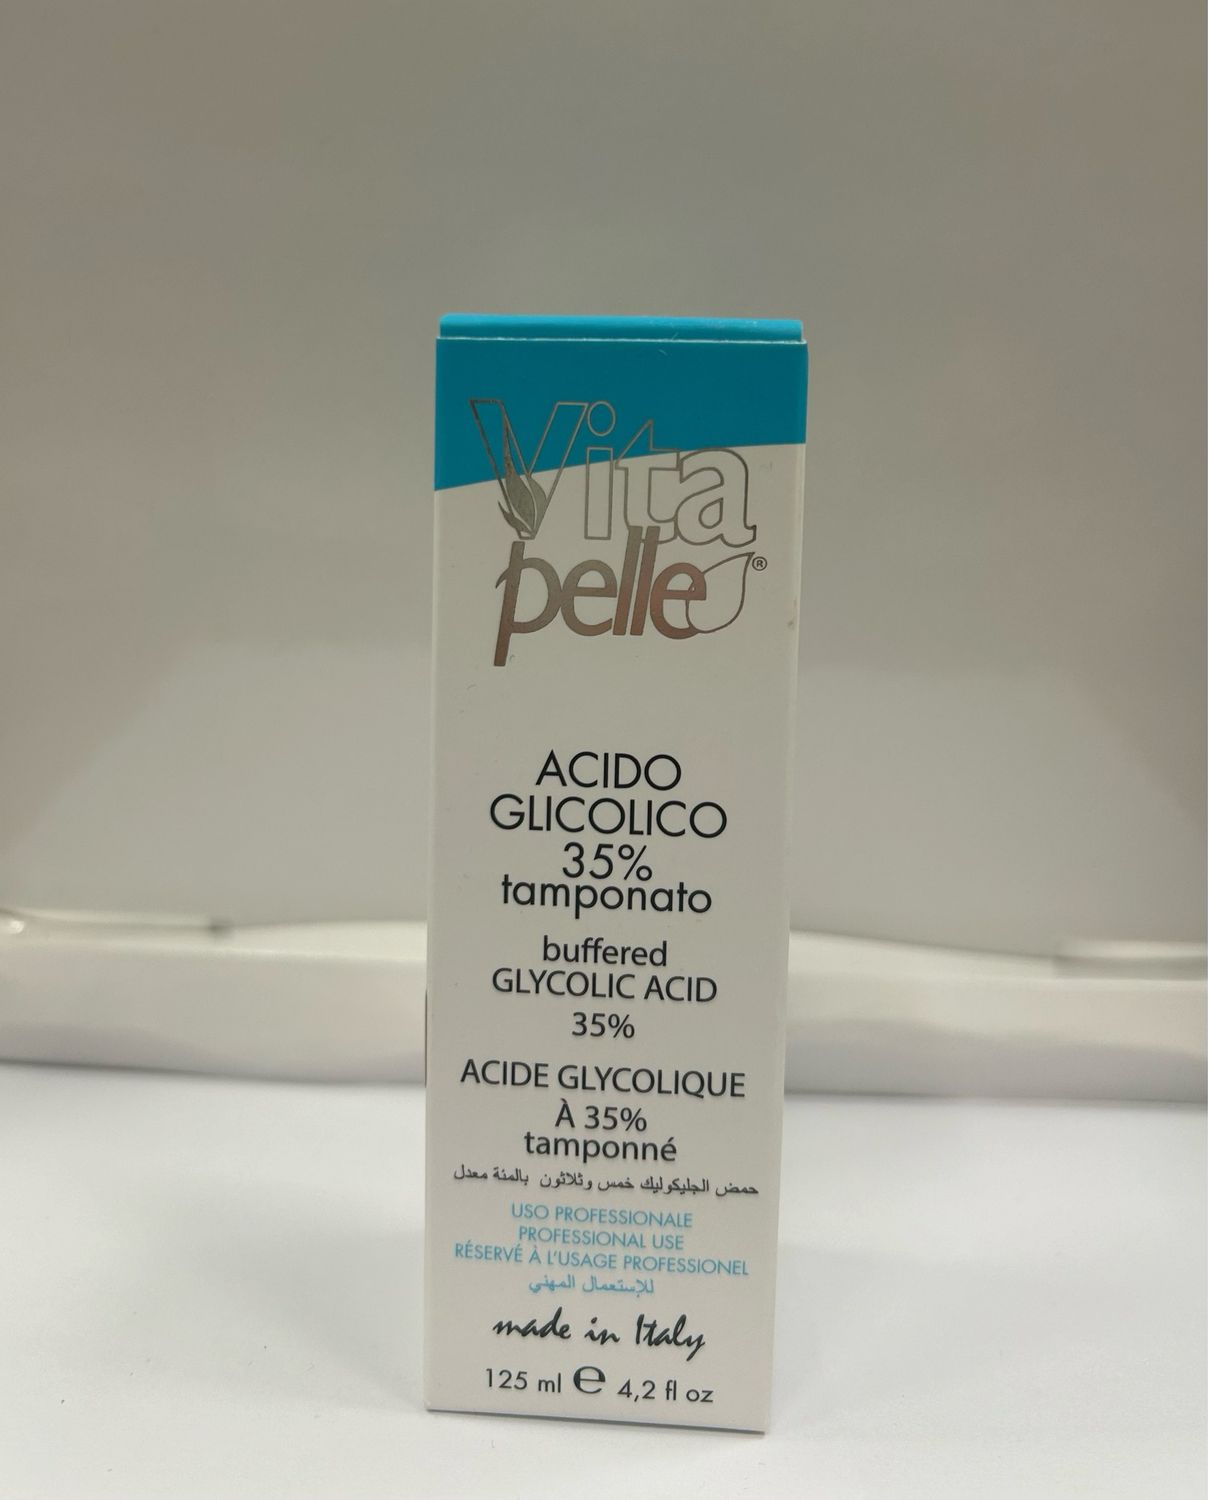 Vita
pelle®
ACIDO
GLICOLICO
35%
tamponato
buffered
GLYCOLIC ACID
35%
ACIDE GLYCOLIQUE
À 35%
tamponné
حمض الجليكوليك خمس وثلاثون بالمئة معدل
USO PROFESSIONALE
PROFESSIONAL USE
RÉSERVÉ À L'USAGE PROFESSIONEL
للإستعمال المهني
made in Italy
125 ml ℮ 4,2 fl oz